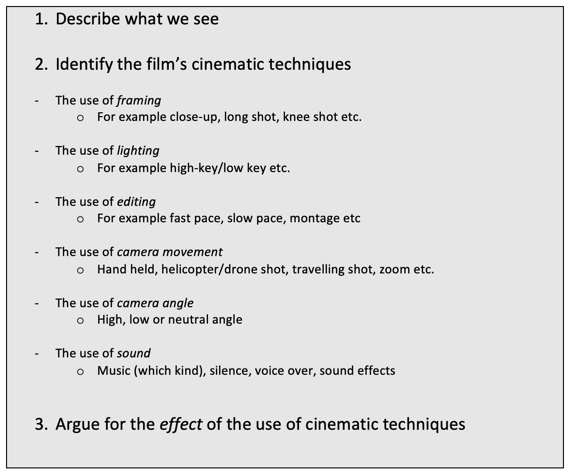 1. Describe what we see
2. Identify the film's cinematic techniques
- The use of framing
o For example close-up, long shot, knee shot etc.
- The use of lighting
o For example high-key/low key etc.
- The use of editing
o For example fast pace, slow pace, montage etc
- The use of camera movement
o Hand held, helicopter/drone shot, travelling shot, zoom etc.
- The use of camera angle
o High, low or neutral angle
- The use of sound
o Music (which kind), silence, voice over, sound effects
3. Argue for the effect of the use of cinematic techniques